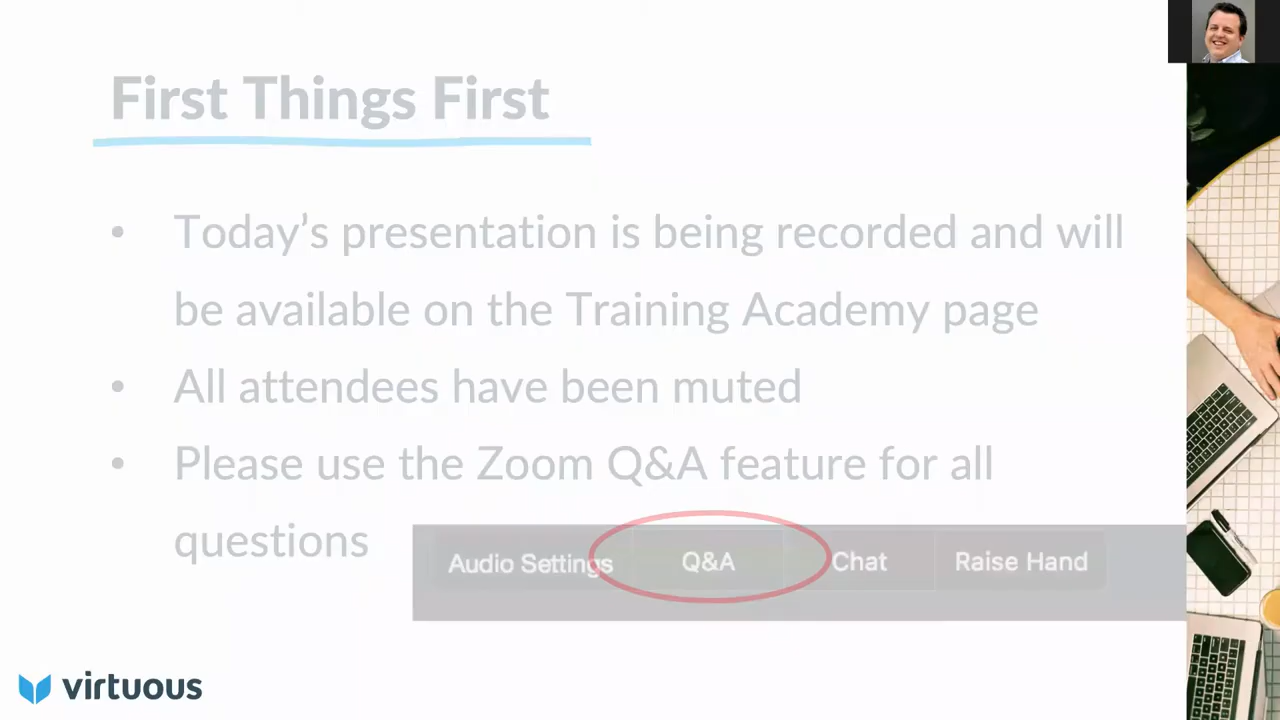 First Things First
• Today’s presentation is being recorded and will
be available on the Training Academy page
• All attendees have been muted
• Please use the Zoom Q&A feature for all
questions
Audio Settings Q&A Chat Raise Hand
virtuous